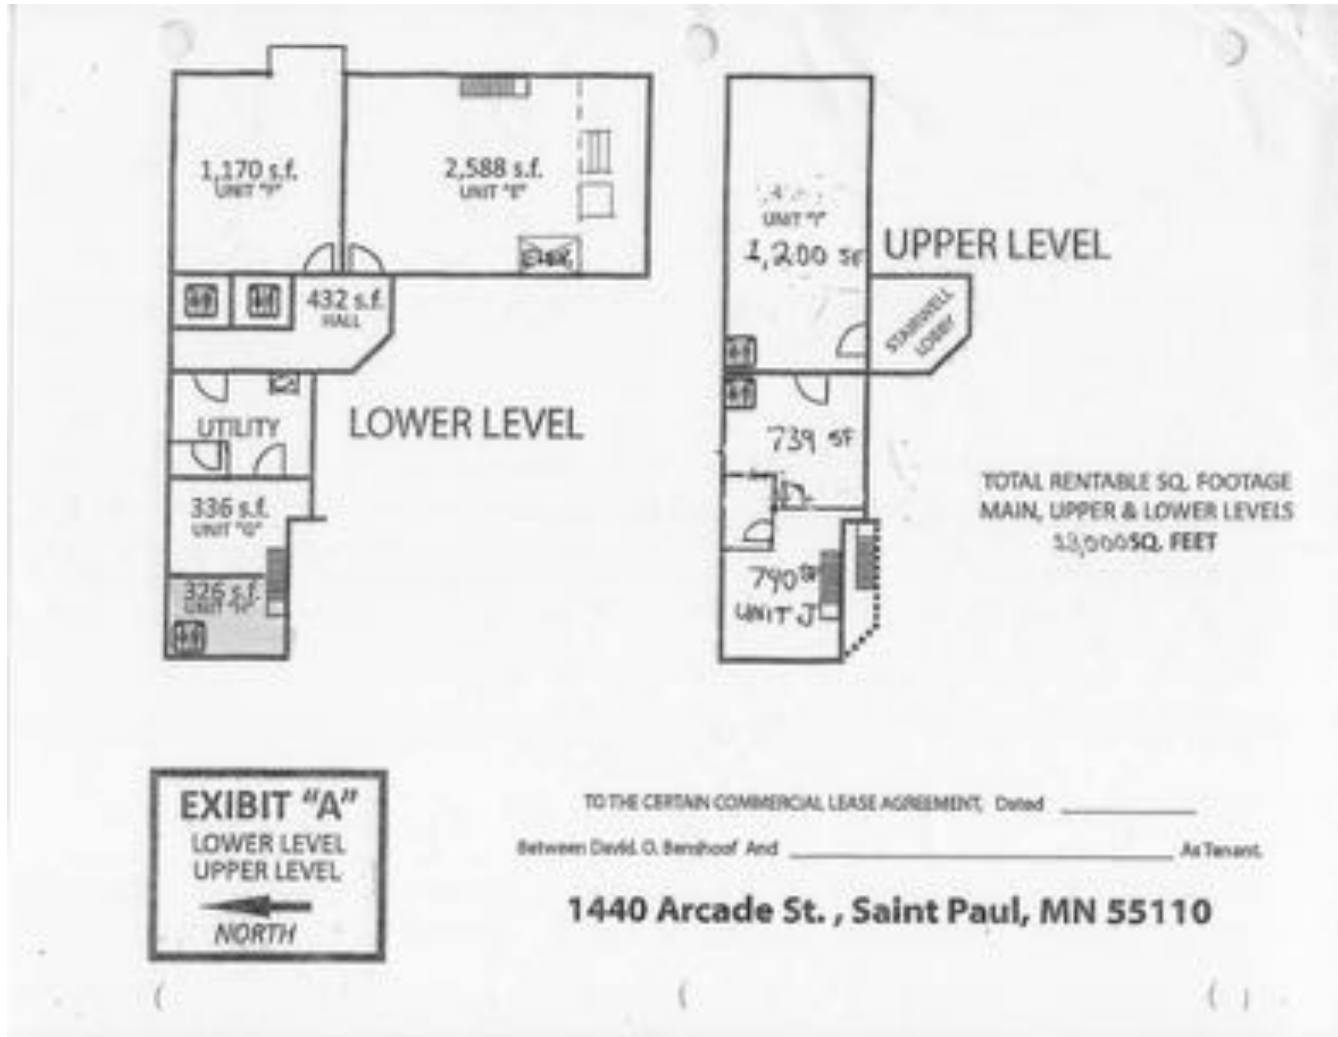 1,170 s.f.
UNIT "F"
2,588 s.f.
UNIT "E"
ELEV.
432 s.f.
HALL
UTILITY
LOWER LEVEL
336 s.f.
UNIT "G"
326 s.f.
UNIT "H"
UNIT "I"
1,200 SF
UPPER LEVEL
STAIRWELL
LOBBY
739 SF
790 SF
UNIT J
TOTAL RENTABLE SQ. FOOTAGE
MAIN, UPPER & LOWER LEVELS
SQ. FEET
EXIBIT "A"
LOWER LEVEL
UPPER LEVEL
NORTH
TO THE CERTAIN COMMERCIAL LEASE AGREEMENT, Dated
Between David. O. Benshoof And As Tenant.
1440 Arcade St. , Saint Paul, MN 55110